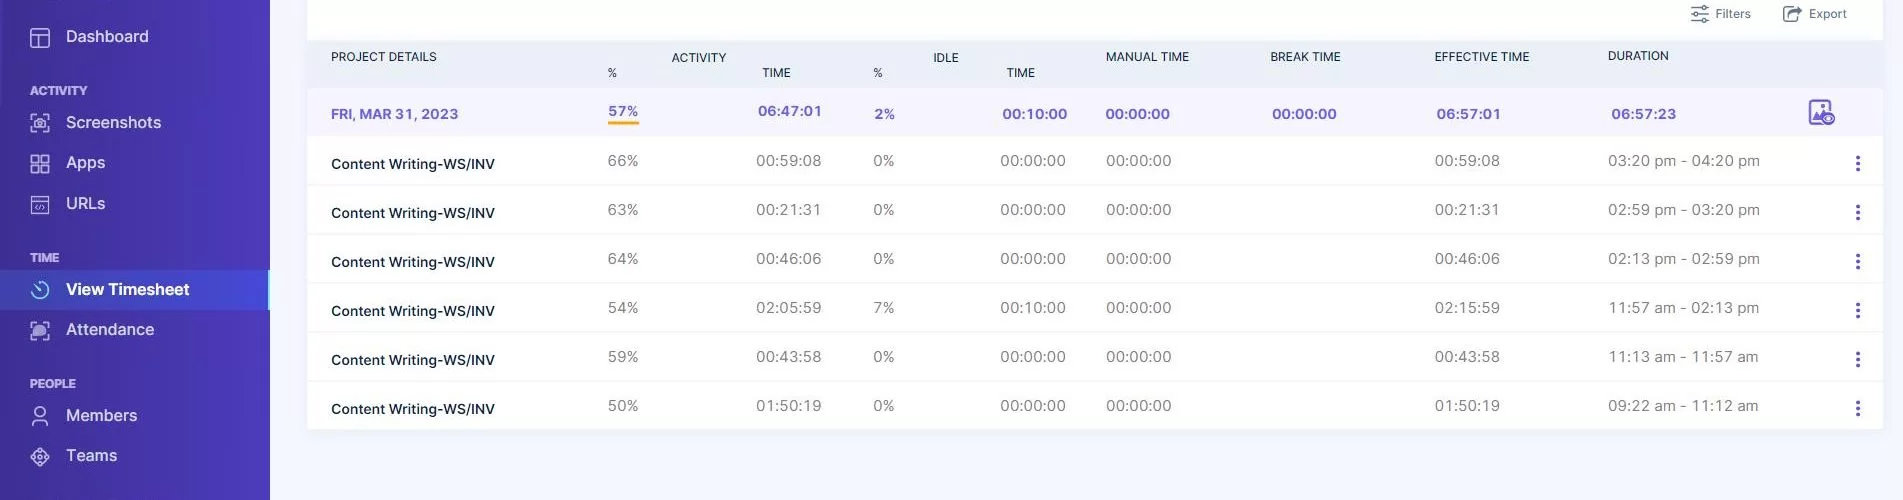 Dashboard
ACTIVITY
Screenshots
Apps
URLs
TIME
View Timesheet
Attendance
PEOPLE
Members
Teams
Filters Export
PROJECT DETAILS ACTIVITY IDLE MANUAL TIME BREAK TIME EFFECTIVE TIME DURATION
% TIME % TIME
FRI, MAR 31, 2023 57% 06:47:01 2% 00:10:00 00:00:00 00:00:00 06:57:01 06:57:23
Content Writing-WS/INV 66% 00:59:08 0% 00:00:00 00:00:00 00:59:08 03:20 pm - 04:20 pm
Content Writing-WS/INV 63% 00:21:31 0% 00:00:00 00:00:00 00:21:31 02:59 pm - 03:20 pm
Content Writing-WS/INV 64% 00:46:06 0% 00:00:00 00:00:00 00:46:06 02:13 pm - 02:59 pm
Content Writing-WS/INV 54% 02:05:59 7% 00:10:00 00:00:00 02:15:59 11:57 am - 02:13 pm
Content Writing-WS/INV 59% 00:43:58 0% 00:00:00 00:00:00 00:43:58 11:13 am - 11:57 am
Content Writing-WS/INV 50% 01:50:19 0% 00:00:00 00:00:00 01:50:19 09:22 am - 11:12 am